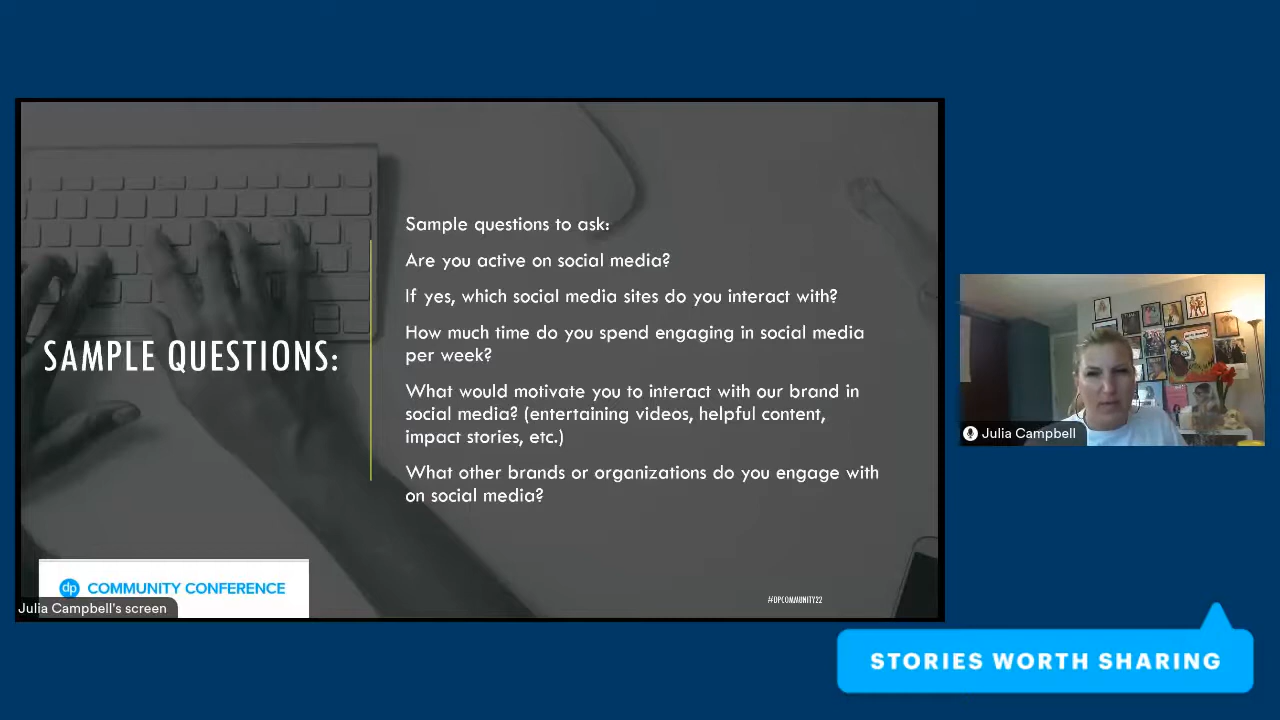 SAMPLE QUESTIONS:
Sample questions to ask:
Are you active on social media?
If yes, which social media sites do you interact with?
How much time do you spend engaging in social media
per week?
What would motivate you to interact with our brand in
social media? (entertaining videos, helpful content,
impact stories, etc.)
What other brands or organizations do you engage with
on social media?
dp COMMUNITY CONFERENCE
Julia Campbell's screen
#DPCOMMUNITY22
Julia Campbell
STORIES WORTH SHARING